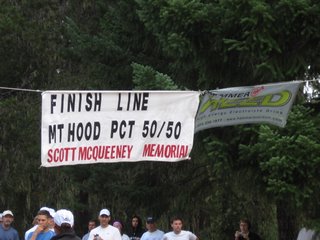 FINISH LINE
MT HOOD PCT 50/50
SCOTT MCQUEENEY MEMORIAL